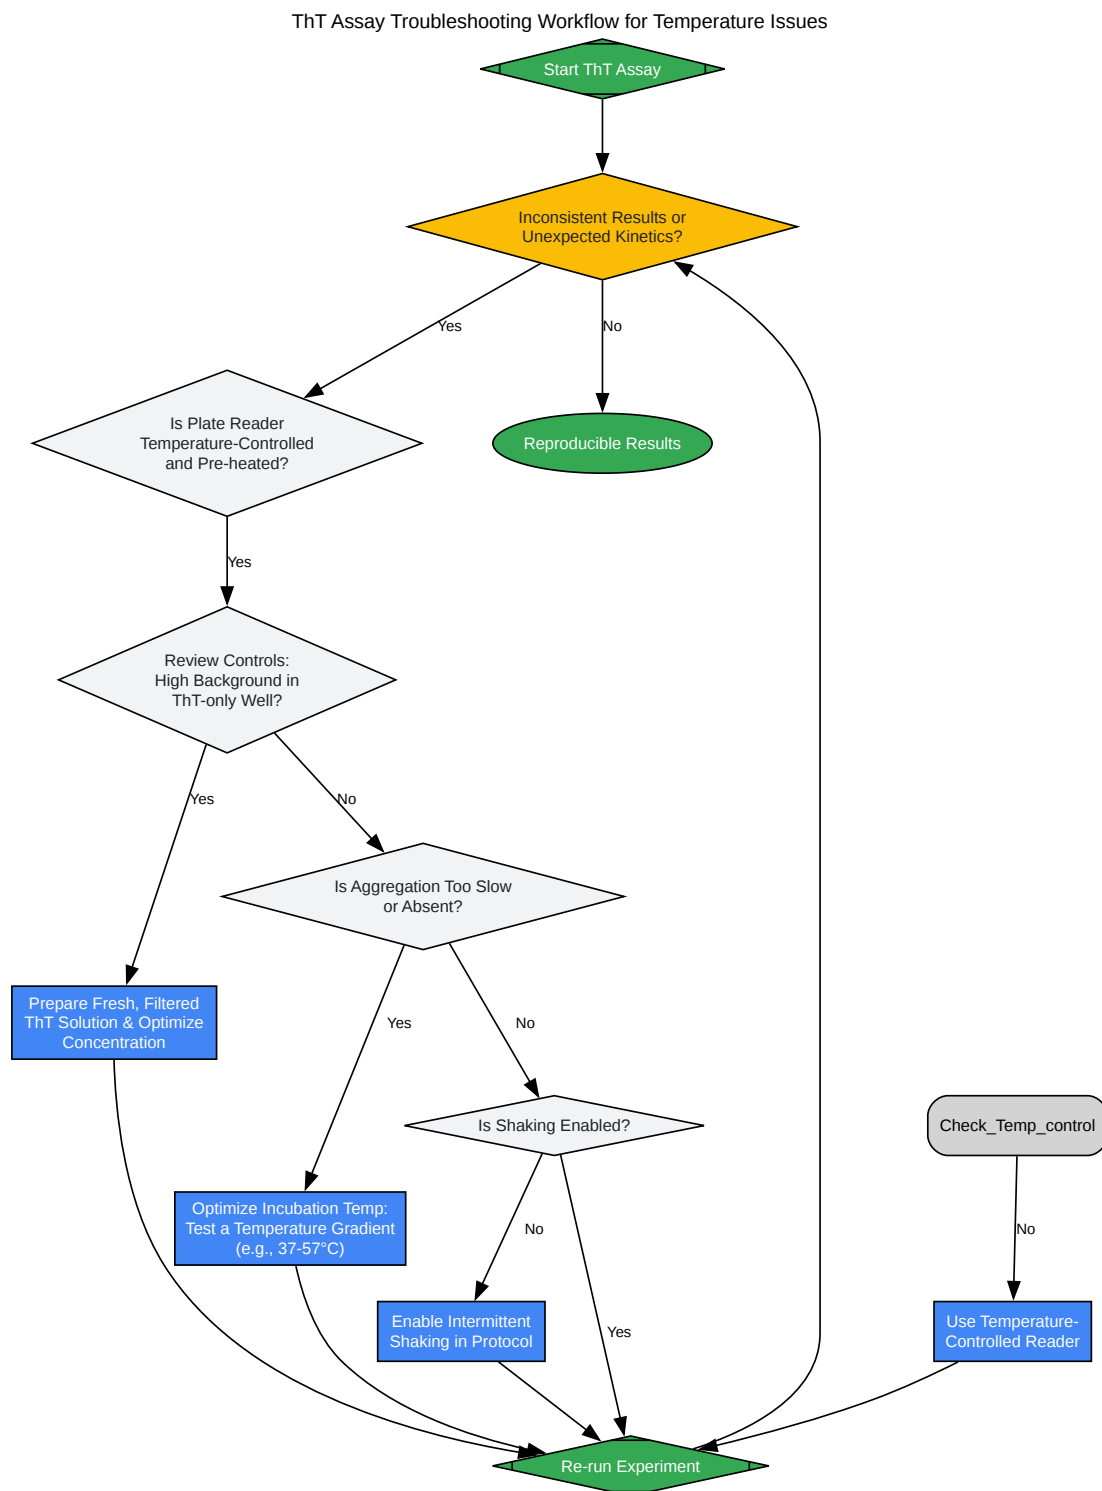 ThT Assay Troubleshooting Workflow for Temperature Issues
Start ThT Assay
Inconsistent Results or
Unexpected Kinetics?
Yes
No
Is Plate Reader
Temperature-Controlled
and Pre-heated?
Reproducible Results
Yes
Review Controls:
High Background in
ThT-only Well?
Yes
No
Is Aggregation Too Slow
or Absent?
Prepare Fresh, Filtered
ThT Solution & Optimize
Concentration
Yes
No
Is Shaking Enabled?
Check_Temp_control
Optimize Incubation Temp:
Test a Temperature Gradient
(e.g., 37-57°C)
No
No
Enable Intermittent
Shaking in Protocol
Yes
Use Temperature-
Controlled Reader
Re-run Experiment